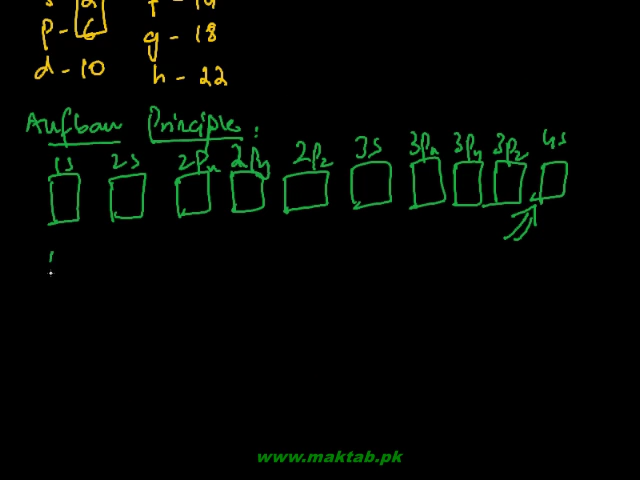 p - 6 g - 18
d - 10 h - 22
Aufbau Principle:
1s 2s 2px 2py 2pz 3s 3px 3py 3pz 4s
www.maktab.pk